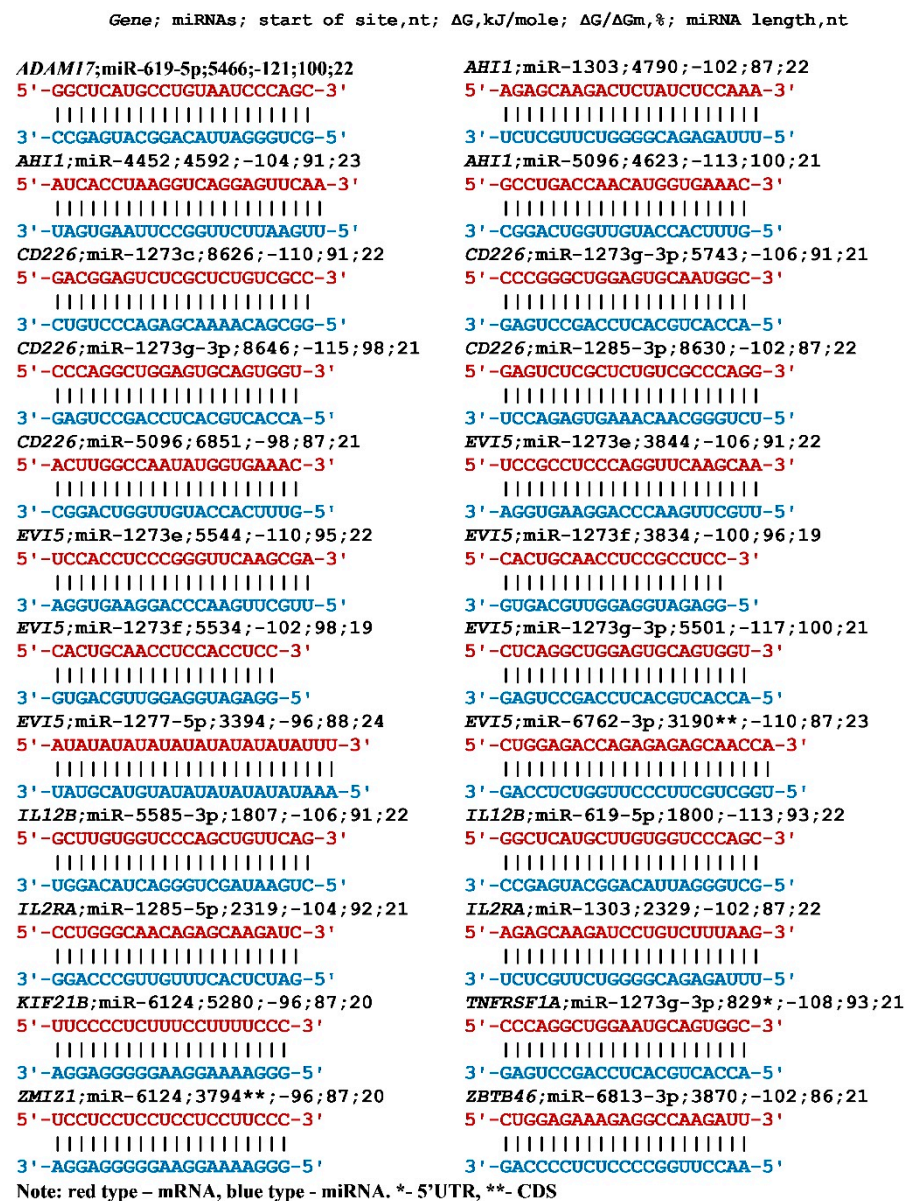 Gene; miRNAs; start of site,nt; ΔG,kJ/mole; ΔG/ΔGm,%; miRNA length,nt
ADAM17;miR-619-5p;5466;-121;100;22
5'-GGCUCAUGCCUGUAAUCCCAGC-3'
3'-CCGAGUACGGACAUUAGGGUCG-5'
AHI1;miR-4452;4592;-104;91;23
5'-AUCACCUAAGGUCAGGAGUUCAA-3'
3'-UAGUGAAUUCCGGUUCUUAAGUU-5'
CD226;miR-1273c;8626;-110;91;22
5'-GACGGAGUCUCGCUCUGUCGCC-3'
3'-CUGUCCCAGAGCAAAACAGCGG-5'
CD226;miR-1273g-3p;8646;-115;98;21
5'-CCCAGGCUGGAGUGCAGUGGU-3'
3'-GAGUCCGACCUCACGUCACCA-5'
CD226;miR-5096;6851;-98;87;21
5'-ACUUGGCCAAUAUGGUGAAAC-3'
3'-CGGACUGGUUGUACCACUUUG-5'
EVI5;miR-1273e;5544;-110;95;22
5'-UCCACCUCCCGGGUUCAAGCGA-3'
3'-AGGUGAAGGACCCAAGUUCGUU-5'
EVI5;miR-1273f;5534;-102;98;19
5'-CACUGCAACCUCCACCUCC-3'
3'-GUGACGUUGGAGGUAGAGG-5'
EVI5;miR-1277-5p;3394;-96;88;24
5'-AUAUAUAUAUAUAUAUAUAUAUUU-3'
3'-UAUGCAUGUAUAUAUAUAUAUAAA-5'
IL12B;miR-5585-3p;1807;-106;91;22
5'-GCUUGUGGUCCCAGCUGUUCAG-3'
3'-UGGACAUCAGGGUCGAUAAGUC-5'
IL2RA;miR-1285-5p;2319;-104;92;21
5'-CCUGGGCAACAGAGCAAGAUC-3'
3'-GGACCCGUUGUUUCACUCUAG-5'
KIF21B;miR-6124;5280;-96;87;20
5'-UUCCCCUCUUUCCUUUUCCC-3'
3'-AGGAGGGGGAAGGAAAAGGG-5'
ZMIZ1;miR-6124;3794**;-96;87;20
5'-UCCUCCUCCUCCUCCUUCCC-3'
3'-AGGAGGGGGAAGGAAAAGGG-5'
AHI1;miR-1303;4790;-102;87;22
5'-AGAGCAAGACUCUAUCUCCAAA-3'
3'-UCUCGUUCUGGGGCAGAGAUUU-5'
AHI1;miR-5096;4623;-113;100;21
5'-GCCUGACCAACAUGGUGAAAC-3'
3'-CGGACUGGUUGUACCACUUUG-5'
CD226;miR-1273g-3p;5743;-106;91;21
5'-CCCGGGCUGGAGUGCAAUGGC-3'
3'-GAGUCCGACCUCACGUCACCA-5'
CD226;miR-1285-3p;8630;-102;87;22
5'-GAGUCUCGCUCUGUCGCCCAGG-3'
3'-UCCAGAGUGAAACAACGGGUCU-5'
EVI5;miR-1273e;3844;-106;91;22
5'-UCCGCCUCCCAGGUUCAAGCAA-3'
3'-AGGUGAAGGACCCAAGUUCGUU-5'
EVI5;miR-1273f;3834;-100;96;19
5'-CACUGCAACCUCCGCCUCC-3'
3'-GUGACGUUGGAGGUAGAGG-5'
EVI5;miR-1273g-3p;5501;-117;100;21
5'-CUCAGGCUGGAGUGCAGUGGU-3'
3'-GAGUCCGACCUCACGUCACCA-5'
EVI5;miR-6762-3p;3190**;-110;87;23
5'-CUGGAGACCAGAGAGAGCAACCA-3'
3'-GACCUCUGGUUCCCUUCGUCGGU-5'
IL12B;miR-619-5p;1800;-113;93;22
5'-GGCUCAUGCUUGUGGUCCCAGC-3'
3'-CCGAGUACGGACAUUAGGGUCG-5'
IL2RA;miR-1303;2329;-102;87;22
5'-AGAGCAAGAUCCUGUCUUUAAG-3'
3'-UCUCGUUCUGGGGCAGAGAUUU-5'
TNFRSF1A;miR-1273g-3p;829*;-108;93;21
5'-CCCAGGCUGGAAUGCAGUGGC-3'
3'-GAGUCCGACCUCACGUCACCA-5'
ZBTB46;miR-6813-3p;3870;-102;86;21
5'-CUGGAGAAAGAGGCCAAGAUU-3'
3'-GACCCCUCUCCCCGGUUCCAA-5'
Note: red type – mRNA, blue type - miRNA. *- 5'UTR, **- CDS